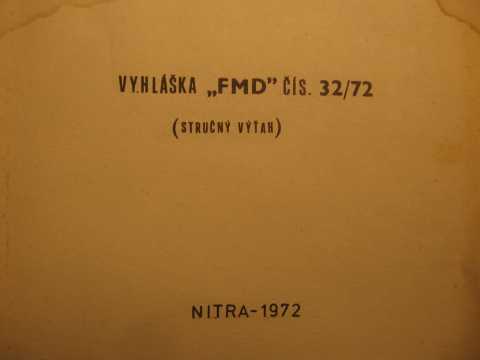 VYHLÁŠKA „FMD” ČÍS. 32/72
(STRUČNÝ VÝŤAH)
NITRA-1972